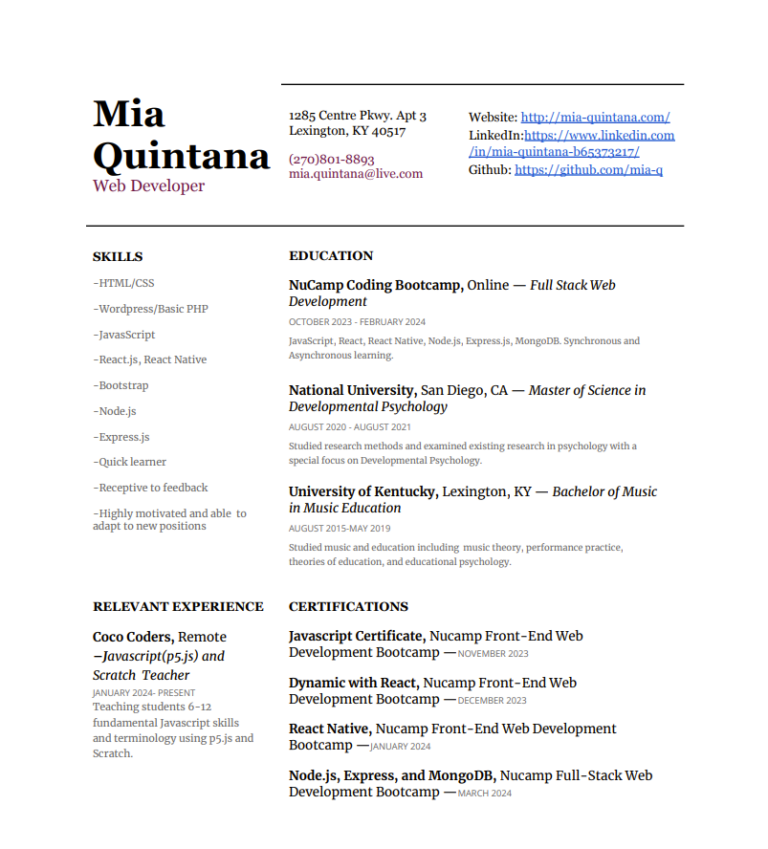 Mia
Quintana
Web Developer
1285 Centre Pkwy. Apt 3
Lexington, KY 40517
(270)801-8893
mia.quintana@live.com
Website: http://mia-quintana.com/
LinkedIn:https://www.linkedin.com
/in/mia-quintana-b65373217/
Github: https://github.com/mia-q
SKILLS
-HTML/CSS
-Wordpress/Basic PHP
-JavasScript
-React.js, React Native
-Bootstrap
-Node.js
-Express.js
-Quick learner
-Receptive to feedback
-Highly motivated and able to
adapt to new positions
EDUCATION
NuCamp Coding Bootcamp, Online — Full Stack Web
Development
OCTOBER 2023 - FEBRUARY 2024
JavaScript, React, React Native, Node.js, Express.js, MongoDB. Synchronous and
Asynchronous learning.
National University, San Diego, CA — Master of Science in
Developmental Psychology
AUGUST 2020 - AUGUST 2021
Studied research methods and examined existing research in psychology with a
special focus on Developmental Psychology.
University of Kentucky, Lexington, KY — Bachelor of Music
in Music Education
AUGUST 2015-MAY 2019
Studied music and education including music theory, performance practice,
theories of education, and educational psychology.
RELEVANT EXPERIENCE
Coco Coders, Remote
—Javascript(p5.js) and
Scratch Teacher
JANUARY 2024- PRESENT
Teaching students 6-12
fundamental Javascript skills
and terminology using p5.js and
Scratch.
CERTIFICATIONS
Javascript Certificate, Nucamp Front-End Web
Development Bootcamp —NOVEMBER 2023
Dynamic with React, Nucamp Front-End Web
Development Bootcamp —DECEMBER 2023
React Native, Nucamp Front-End Web Development
Bootcamp —JANUARY 2024
Node.js, Express, and MongoDB, Nucamp Full-Stack Web
Development Bootcamp —MARCH 2024